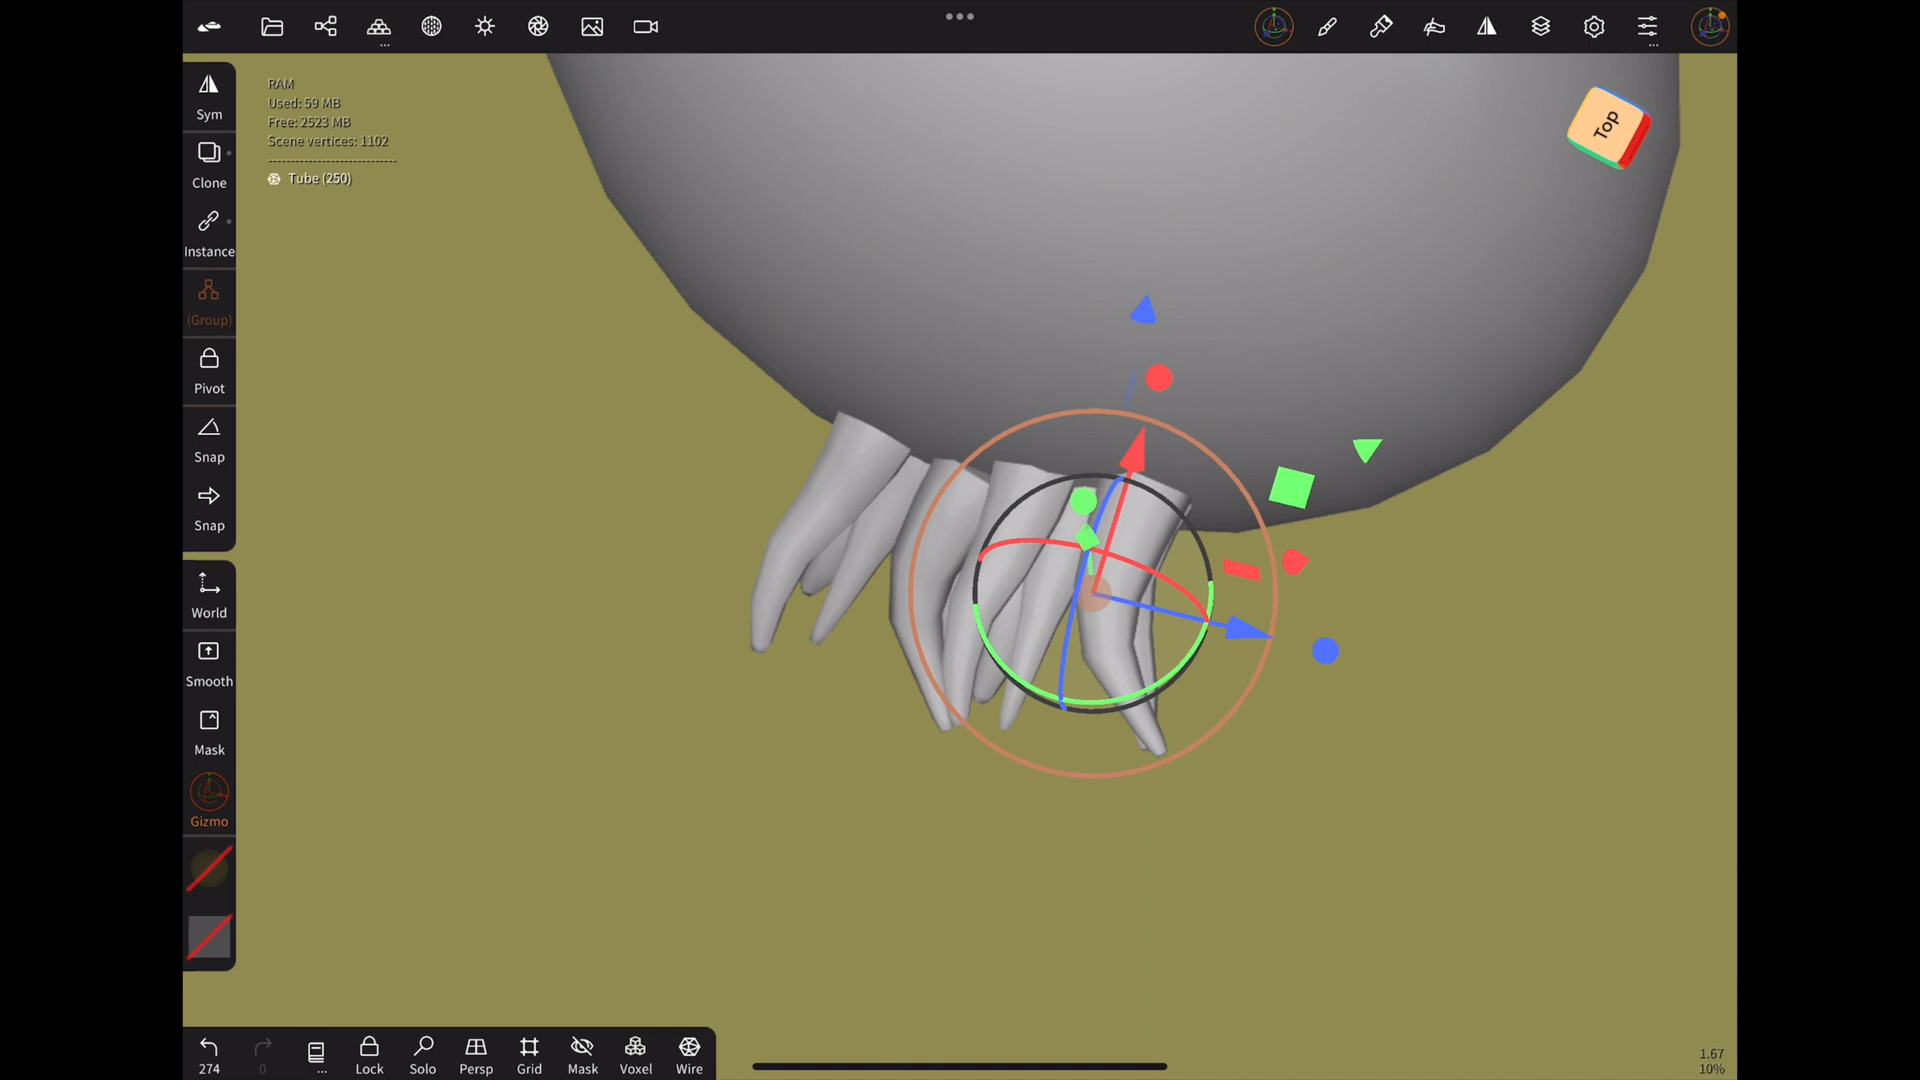 RAM
Used: 59 MB
Free: 2523 MB
Scene vertices: 1102
--------------------------
Tube (250)
Top
Sym
Clone
Instance
(Group)
Pivot
Snap
Snap
World
Smooth
Mask
Gizmo
274
0
...
Lock
Solo
Persp
Grid
Mask
Voxel
Wire
1.67
10%